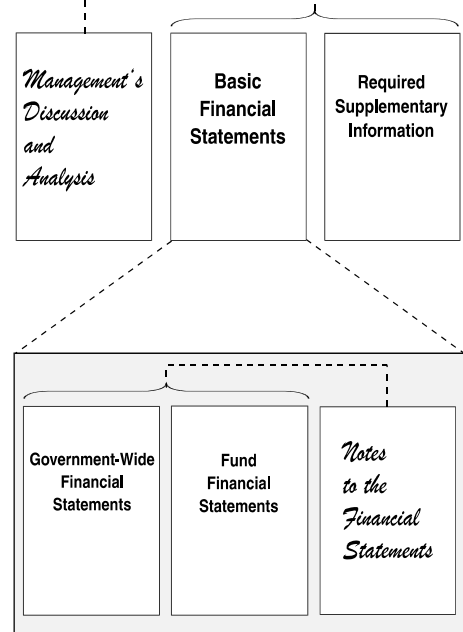 Management's
Discussion
and
Analysis
Basic
Financial
Statements
Required
Supplementary
Information
Government-Wide
Financial
Statements
Fund
Financial
Statements
Notes
to the
Financial
Statements